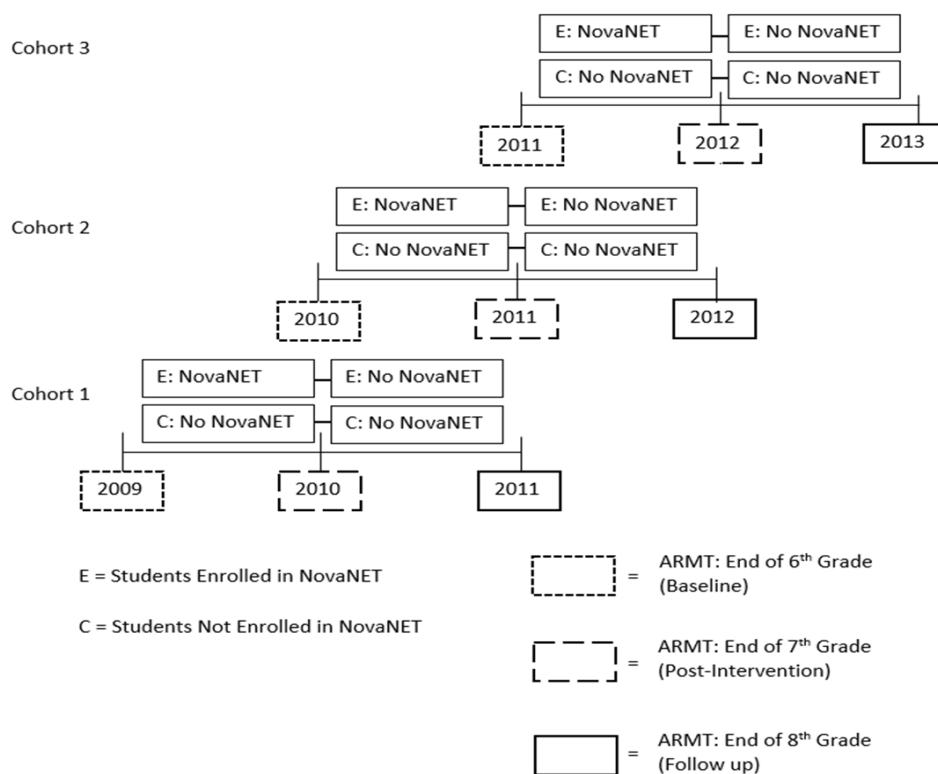 Cohort 3
E: NovaNET
E: No NovaNET
C: No NovaNET
C: No NovaNET
2011
2012
2013
Cohort 2
E: NovaNET
E: No NovaNET
C: No NovaNET
C: No NovaNET
2010
2011
2012
Cohort 1
E: NovaNET
E: No NovaNET
C: No NovaNET
C: No NovaNET
2009
2010
2011
E = Students Enrolled in NovaNET
C = Students Not Enrolled in NovaNET
= ARMT: End of 6th Grade
(Baseline)
= ARMT: End of 7th Grade
(Post-Intervention)
= ARMT: End of 8th Grade
(Follow up)